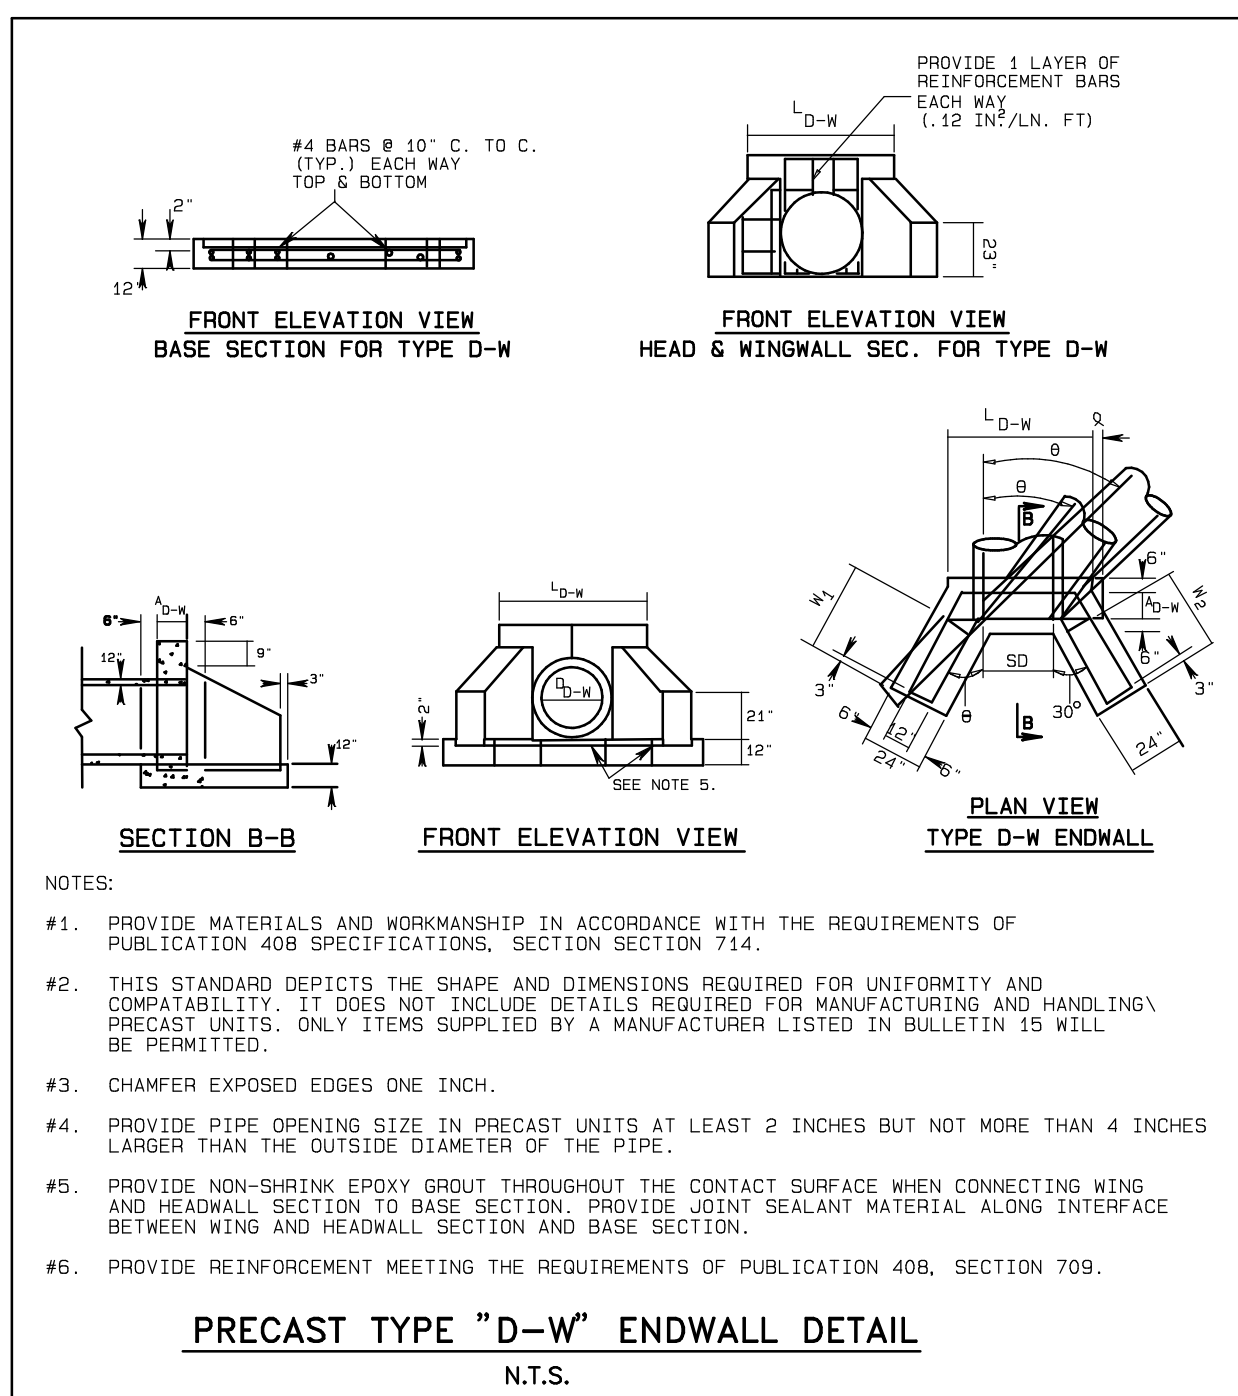 PROVIDE 1 LAYER OF
REINFORCEMENT BARS
EACH WAY
(.12 IN²./LN. FT)
L D-W
#4 BARS @ 10" C. TO C.
(TYP.) EACH WAY
TOP & BOTTOM
2"
12"
23"
FRONT ELEVATION VIEW
BASE SECTION FOR TYPE D-W
FRONT ELEVATION VIEW
HEAD & WINGWALL SEC. FOR TYPE D-W
A D-W
6"
6"
9"
12"
3"
12"
SECTION B-B
L D-W
D D-W
2"
21"
12"
SEE NOTE 5.
FRONT ELEVATION VIEW
L D-W
θ
θ
B
6"
W1
W2
A D-W
6"
SD
3"
3"
6"
θ
B
30°
12"
24"
6"
24"
PLAN VIEW
TYPE D-W ENDWALL
NOTES:
#1. PROVIDE MATERIALS AND WORKMANSHIP IN ACCORDANCE WITH THE REQUIREMENTS OF
PUBLICATION 408 SPECIFICATIONS, SECTION SECTION 714.
#2. THIS STANDARD DEPICTS THE SHAPE AND DIMENSIONS REQUIRED FOR UNIFORMITY AND
COMPATABILITY. IT DOES NOT INCLUDE DETAILS REQUIRED FOR MANUFACTURING AND HANDLING\
PRECAST UNITS. ONLY ITEMS SUPPLIED BY A MANUFACTURER LISTED IN BULLETIN 15 WILL
BE PERMITTED.
#3. CHAMFER EXPOSED EDGES ONE INCH.
#4. PROVIDE PIPE OPENING SIZE IN PRECAST UNITS AT LEAST 2 INCHES BUT NOT MORE THAN 4 INCHES
LARGER THAN THE OUTSIDE DIAMETER OF THE PIPE.
#5. PROVIDE NON-SHRINK EPOXY GROUT THROUGHOUT THE CONTACT SURFACE WHEN CONNECTING WING
AND HEADWALL SECTION TO BASE SECTION. PROVIDE JOINT SEALANT MATERIAL ALONG INTERFACE
BETWEEN WING AND HEADWALL SECTION AND BASE SECTION.
#6. PROVIDE REINFORCEMENT MEETING THE REQUIREMENTS OF PUBLICATION 408, SECTION 709.
PRECAST TYPE "D-W" ENDWALL DETAIL
N.T.S.